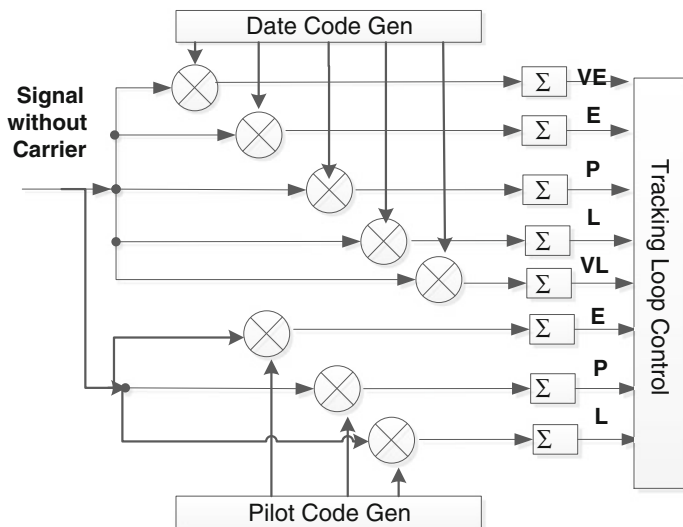 Date Code Gen
Signal
without
Carrier
Σ VE
Σ E
Σ P
Σ L
Σ VL
Σ E
Σ P
Σ L
Tracking Loop Control
Pilot Code Gen